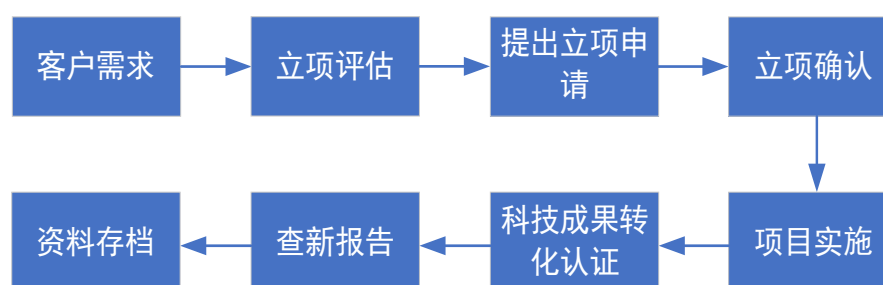 客户需求
立项评估
提出立项申
请
立项确认
资料存档
查新报告
科技成果转
化认证
项目实施